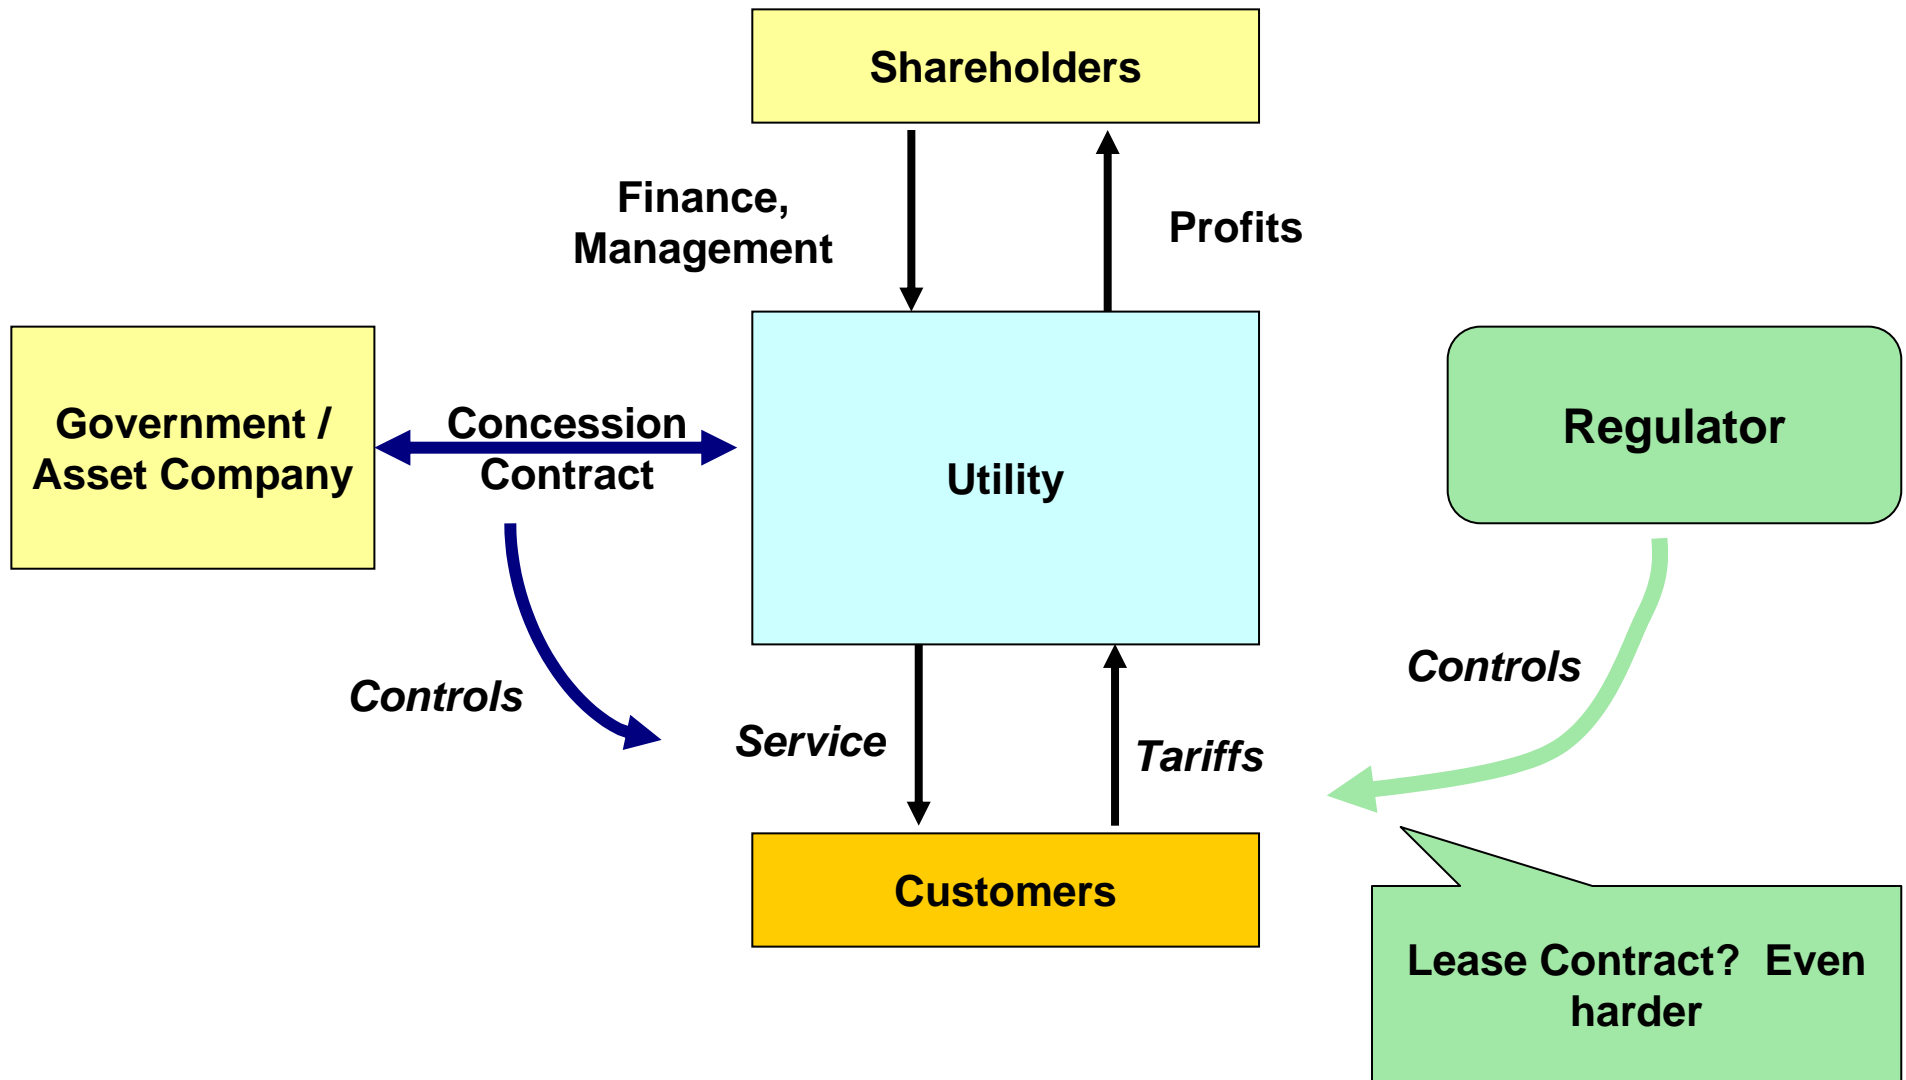 Shareholders
Finance,
Management
Profits
Government /
Asset Company
Concession
Contract
Utility
Regulator
Controls
Controls
Service
Tariffs
Customers
Lease Contract?  Even
harder